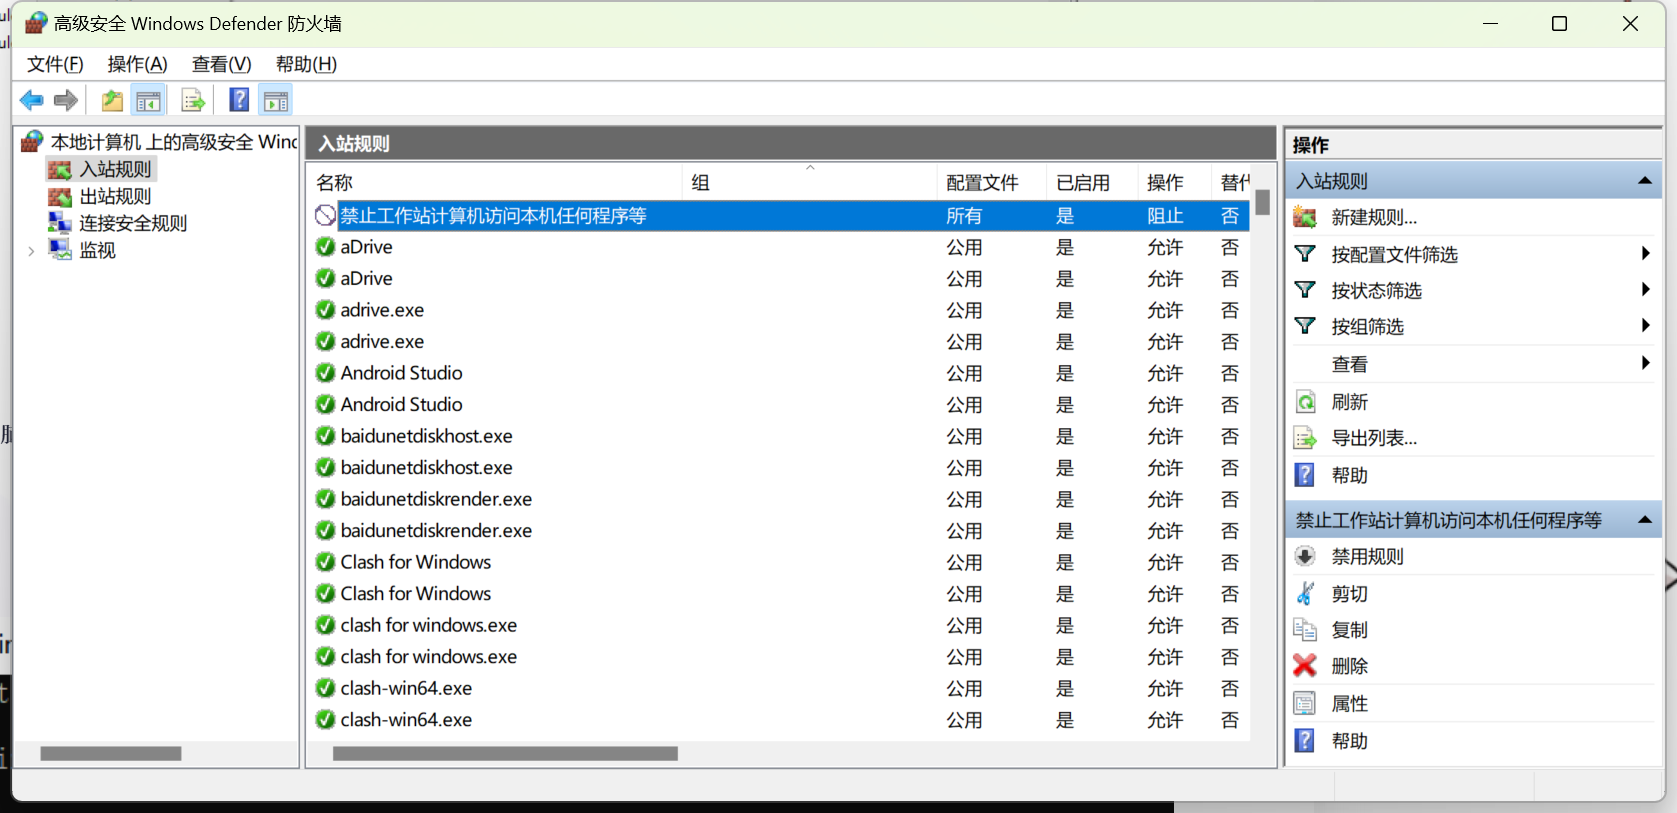 高级安全 Windows Defender 防火墙
文件(F) 操作(A) 查看(V) 帮助(H)
本地计算机 上的高级安全 Wind
入站规则
出站规则
连接安全规则
监视
入站规则
名称 组 配置文件 已启用 操作 替代
禁止工作站计算机访问本机任何程序等 所有 是 阻止 否
aDrive 公用 是 允许 否
aDrive 公用 是 允许 否
adrive.exe 公用 是 允许 否
adrive.exe 公用 是 允许 否
Android Studio 公用 是 允许 否
Android Studio 公用 是 允许 否
baidunetdiskhost.exe 公用 是 允许 否
baidunetdiskhost.exe 公用 是 允许 否
baidunetdiskrender.exe 公用 是 允许 否
baidunetdiskrender.exe 公用 是 允许 否
Clash for Windows 公用 是 允许 否
Clash for Windows 公用 是 允许 否
clash for windows.exe 公用 是 允许 否
clash for windows.exe 公用 是 允许 否
clash-win64.exe 公用 是 允许 否
clash-win64.exe 公用 是 允许 否
操作
入站规则
新建规则...
按配置文件筛选
按状态筛选
按组筛选
查看
刷新
导出列表...
帮助
禁止工作站计算机访问本机任何程序等
禁用规则
剪切
复制
删除
属性
帮助